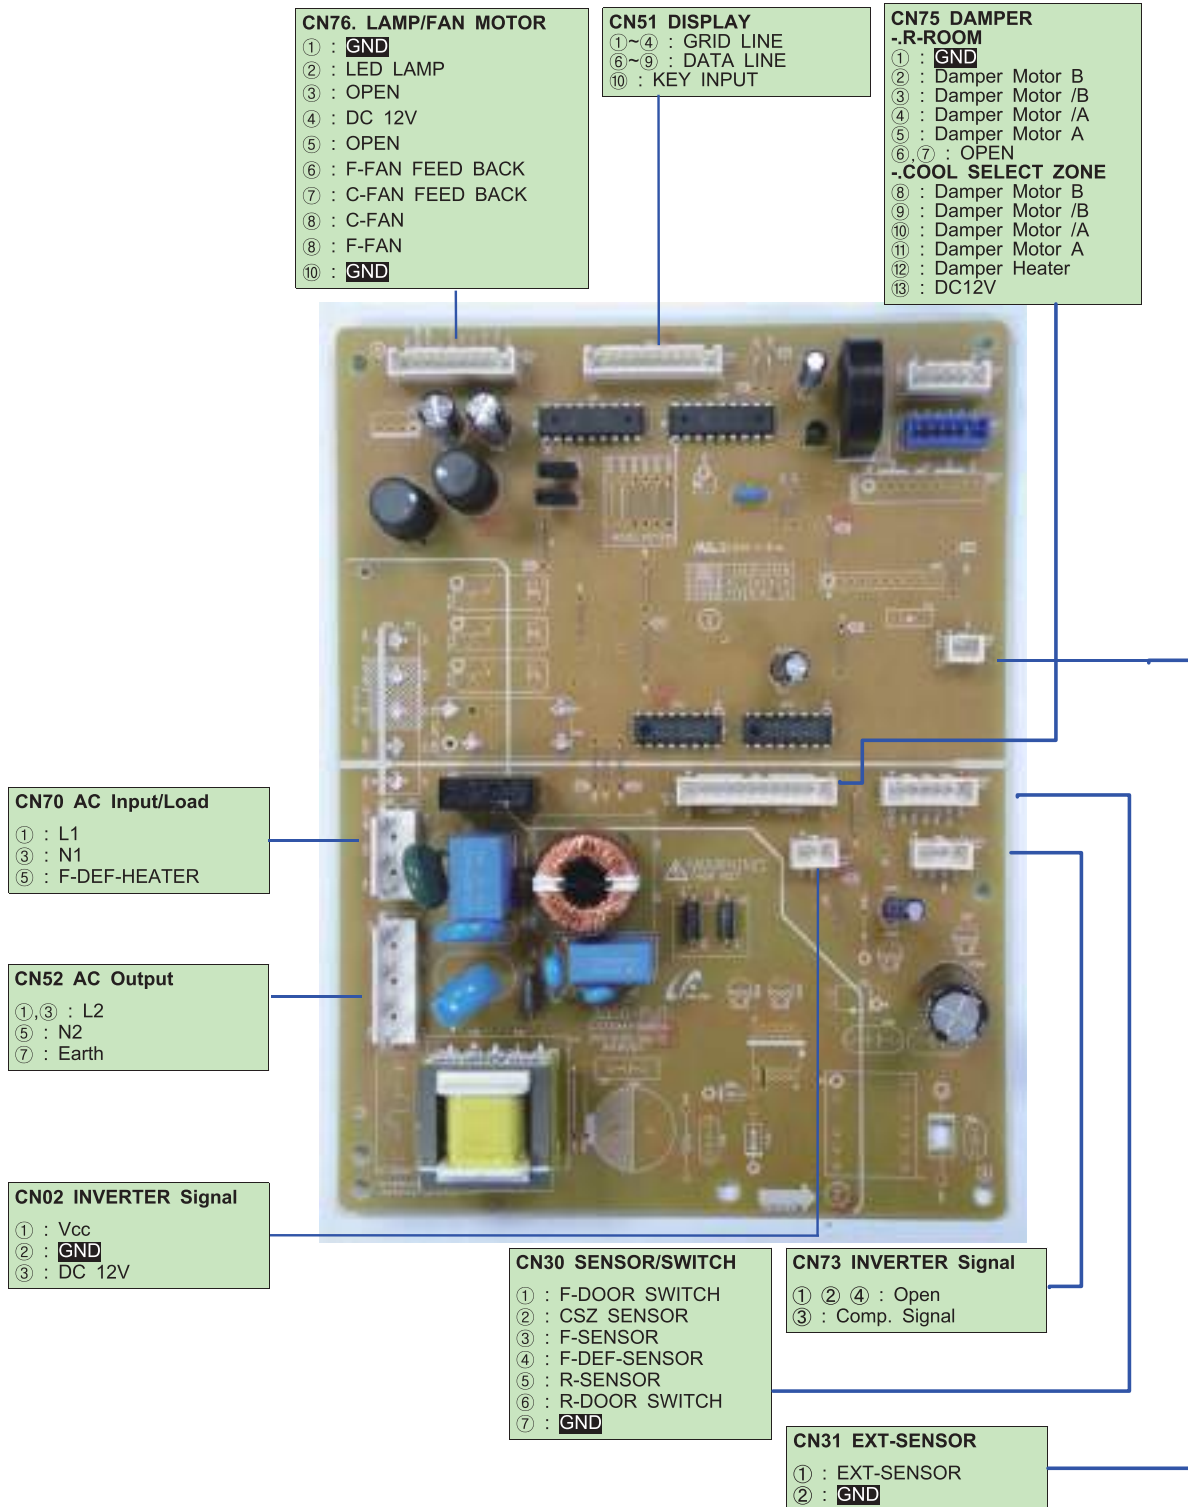 CN76. LAMP/FAN MOTOR
① : GND
② : LED LAMP
③ : OPEN
④ : DC 12V
⑤ : OPEN
⑥ : F-FAN FEED BACK
⑦ : C-FAN FEED BACK
⑧ : C-FAN
⑧ : F-FAN
⑩ : GND
CN51 DISPLAY
①~④ : GRID LINE
⑥~⑨ : DATA LINE
⑩ : KEY INPUT
CN75 DAMPER
-.R-ROOM
① : GND
② : Damper Motor B
③ : Damper Motor /B
④ : Damper Motor /A
⑤ : Damper Motor A
⑥,⑦ : OPEN
-.COOL SELECT ZONE
⑧ : Damper Motor B
⑨ : Damper Motor /B
⑩ : Damper Motor /A
⑪ : Damper Motor A
⑫ : Damper Heater
⑬ : DC12V
CN70 AC Input/Load
① : L1
③ : N1
⑤ : F-DEF-HEATER
WARNING
CN52 AC Output
①,③ : L2
⑤ : N2
⑦ : Earth
CN02 INVERTER Signal
① : Vcc
② : GND
③ : DC 12V
CN30 SENSOR/SWITCH
① : F-DOOR SWITCH
② : CSZ SENSOR
③ : F-SENSOR
④ : F-DEF-SENSOR
⑤ : R-SENSOR
⑥ : R-DOOR SWITCH
⑦ : GND
CN73 INVERTER Signal
① ② ④ : Open
③ : Comp. Signal
CN31 EXT-SENSOR
① : EXT-SENSOR
② : GND